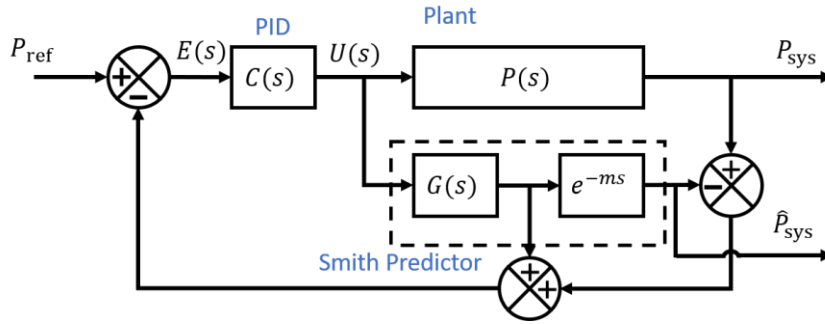 Plant
PID
P_ref
E(s)
U(s)
P_sys
+
−
C(s)
P(s)
G(s)
e^{-ms}
+
−
P̂_sys
Smith Predictor
+
+